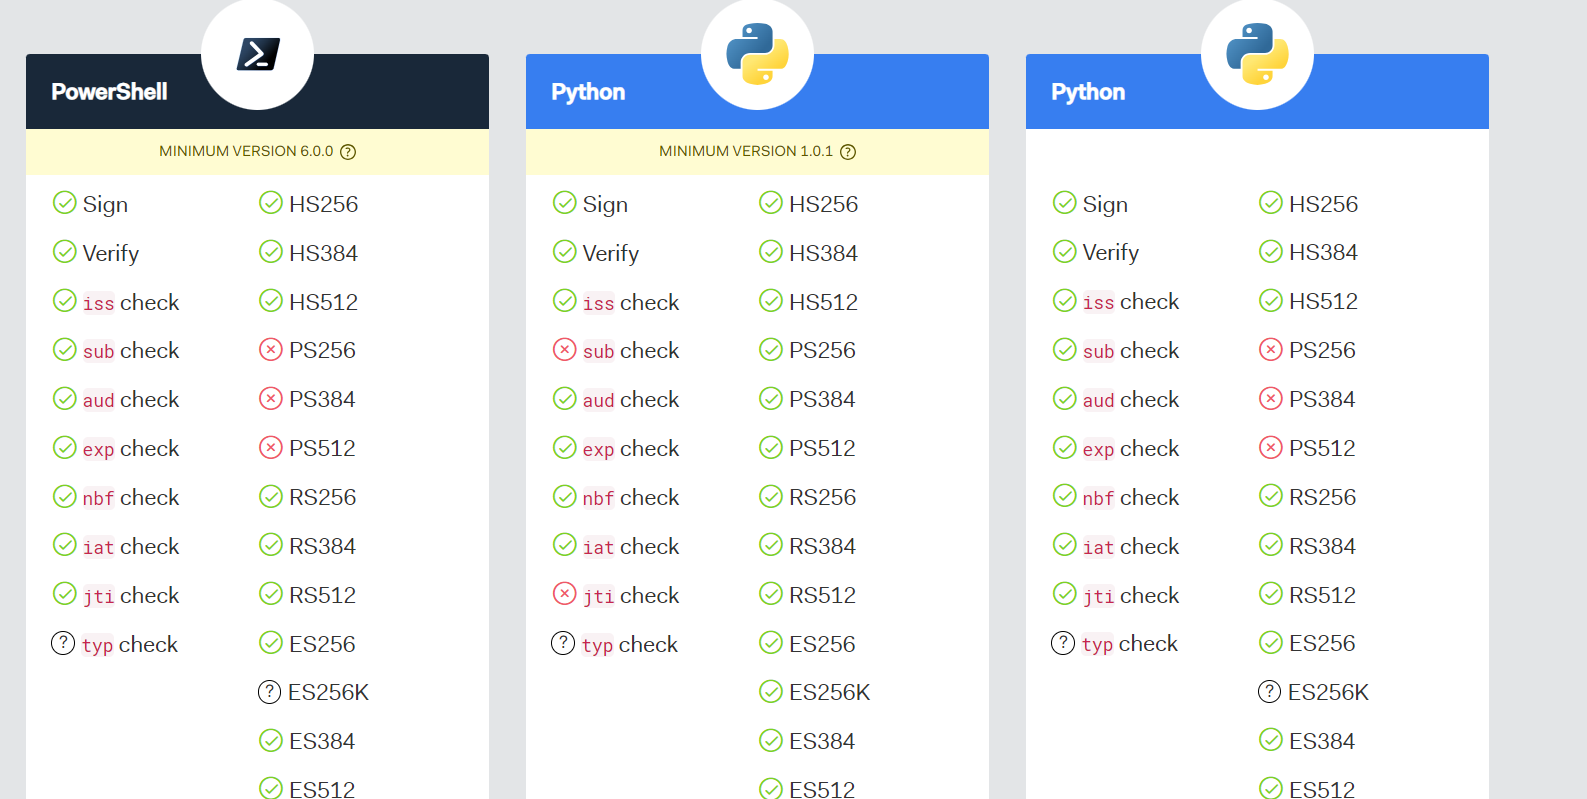 PowerShell
MINIMUM VERSION 6.0.0 ?
Sign
Verify
iss check
sub check
aud check
exp check
nbf check
iat check
jti check
? typ check
HS256
HS384
HS512
PS256
PS384
PS512
RS256
RS384
RS512
ES256
? ES256K
ES384
ES512
Python
MINIMUM VERSION 1.0.1 ?
Sign
Verify
iss check
sub check
aud check
exp check
nbf check
iat check
jti check
? typ check
HS256
HS384
HS512
PS256
PS384
PS512
RS256
RS384
RS512
ES256
ES256K
ES384
ES512
Python
Sign
Verify
iss check
sub check
aud check
exp check
nbf check
iat check
jti check
? typ check
HS256
HS384
HS512
PS256
PS384
PS512
RS256
RS384
RS512
ES256
? ES256K
ES384
ES512